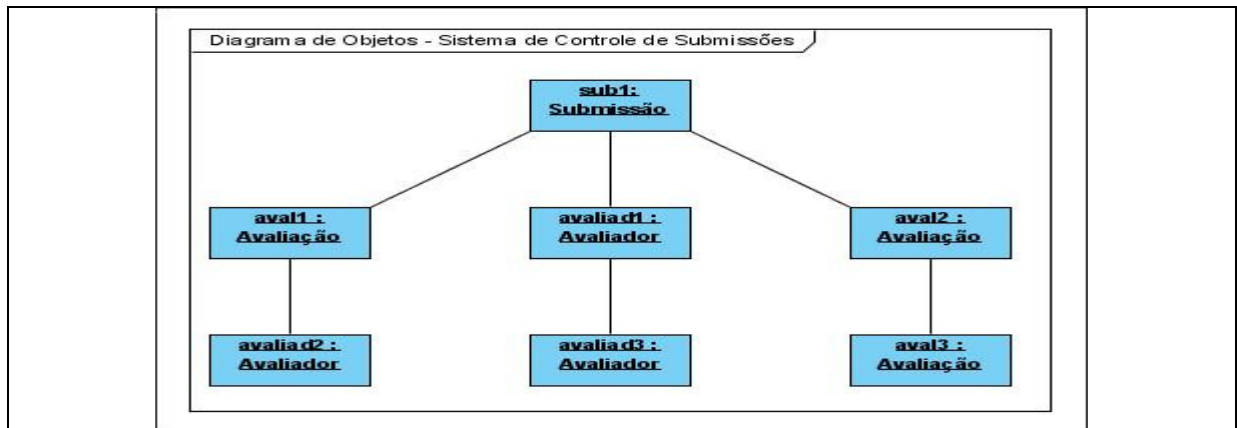 Diagrama de Objetos - Sistema de Controle de Submissões
sub1:
Submissão
aval1 :
Avaliação
avaliad1 :
Avaliador
aval2 :
Avaliação
avaliad2 :
Avaliador
avaliad3 :
Avaliador
aval3 :
Avaliação